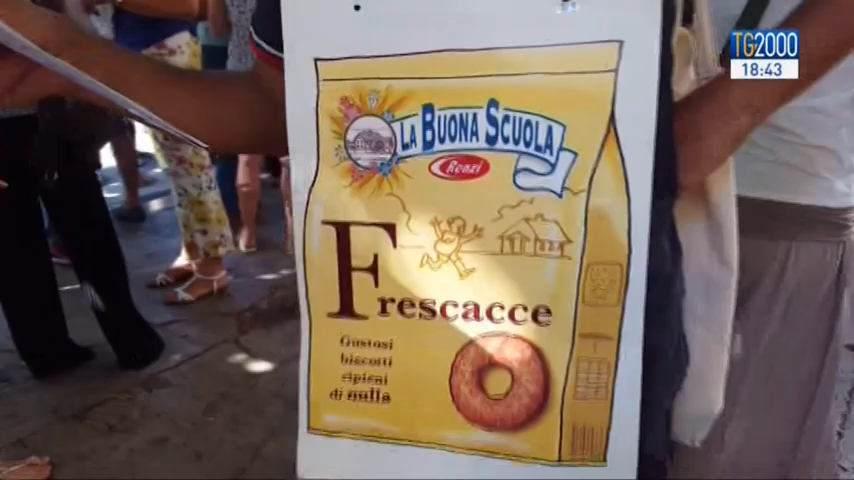 TG2000
18:43
LA BUONA SCUOLA
Renzi
Frescacce
Gustosi
biscotti
ripieni
di nulla